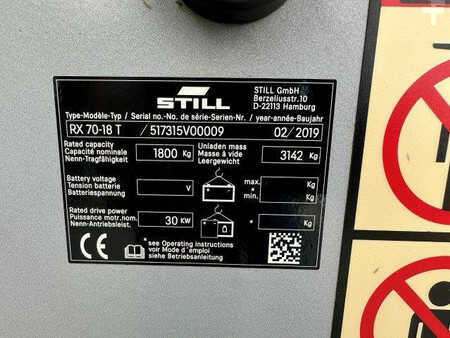 STILL
STILL GmbH
Berzeliusstr.10
D-22113 Hamburg
Type-Modèle-Typ / Serial no.-No. de série-Serien-Nr. / year-année-Baujahr
RX 70-18 T / 517315V00009 02/2019
Rated capacity
Capacité nominale
Nenn-Tragfähigkeit
1800 Kg
Unladen mass
Masse à vide
Leergewicht
3142 Kg
Battery voltage
Tension batterie
Batteriespannung
V
max.
*
min.
Kg
Kg
Rated drive power
Puissance motr.nom.
Nenn-Antriebsleist.
30 KW
*
Kg
CE
*see Operating instructions
voir Mode d'emploi
siehe Betriebsanleitung